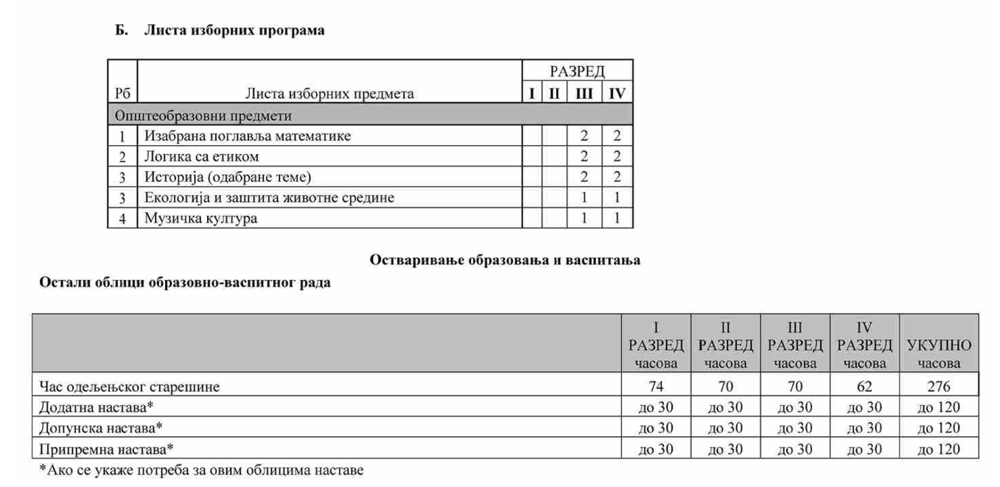 Б. Листа изборних програма
РАЗРЕД
Рб Листа изборних предмета I II III IV
Општеобразовни предмети
1 Изабрана поглавља математике 2 2
2 Логика са етиком 2 2
3 Историја (одабране теме) 2 2
3 Екологија и заштита животне средине 1 1
4 Музичка култура 1 1
Остваривање образовања и васпитања
Остали облици образовно-васпитног рада
I II III IV
РАЗРЕД РАЗРЕД РАЗРЕД РАЗРЕД УКУПНО
часова часова часова часова часова
Час одељењског старешине 74 70 70 62 276
Додатна настава* до 30 до 30 до 30 до 30 до 120
Допунска настава* до 30 до 30 до 30 до 30 до 120
Припремна настава* до 30 до 30 до 30 до 30 до 120
*Ако се укаже потреба за овим облицима наставе